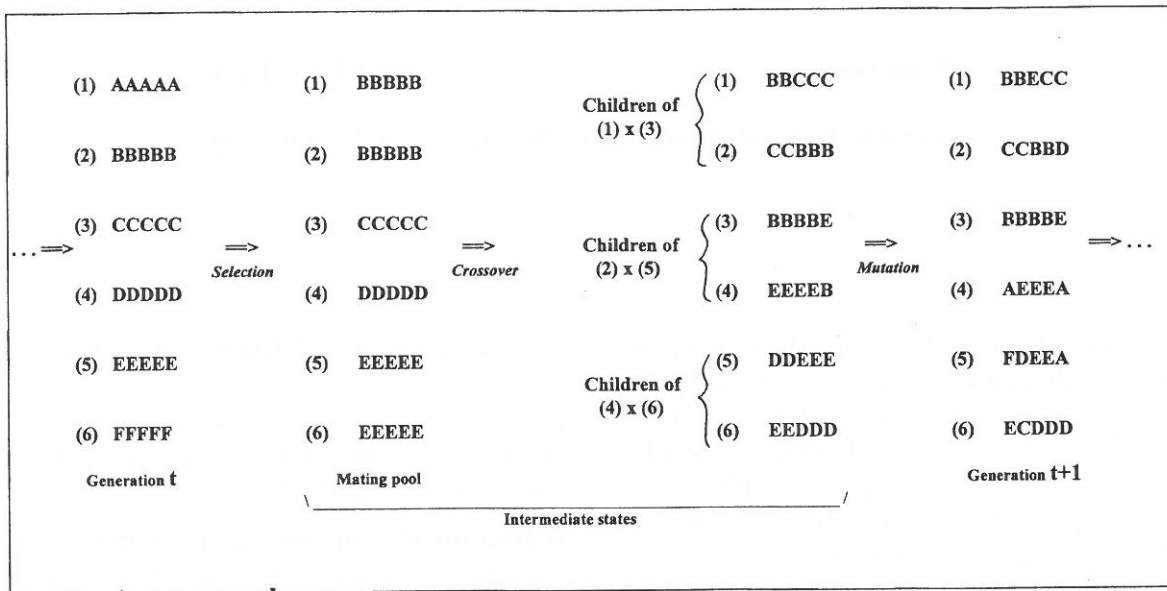 (1) AAAAA (1) BBBBB (1) BBCCC (1) BBECC
Children of
(1) x (3)
(2) BBBBB (2) BBBBB (2) CCBBB (2) CCBBD
(3) CCCCC (3) CCCCC (3) BBBBE (3) BBBBE
... ==> ==> ==> Children of ==> ==> ...
Selection Crossover (2) x (5) Mutation
(4) DDDDD (4) DDDDD (4) EEEEB (4) AEEEA
(5) EEEEE (5) EEEEE (5) DDEEE (5) FDEEA
Children of
(4) x (6)
(6) FFFFF (6) EEEEE (6) EEDDD (6) ECDDD
Generation t Mating pool Generation t+1
Intermediate states